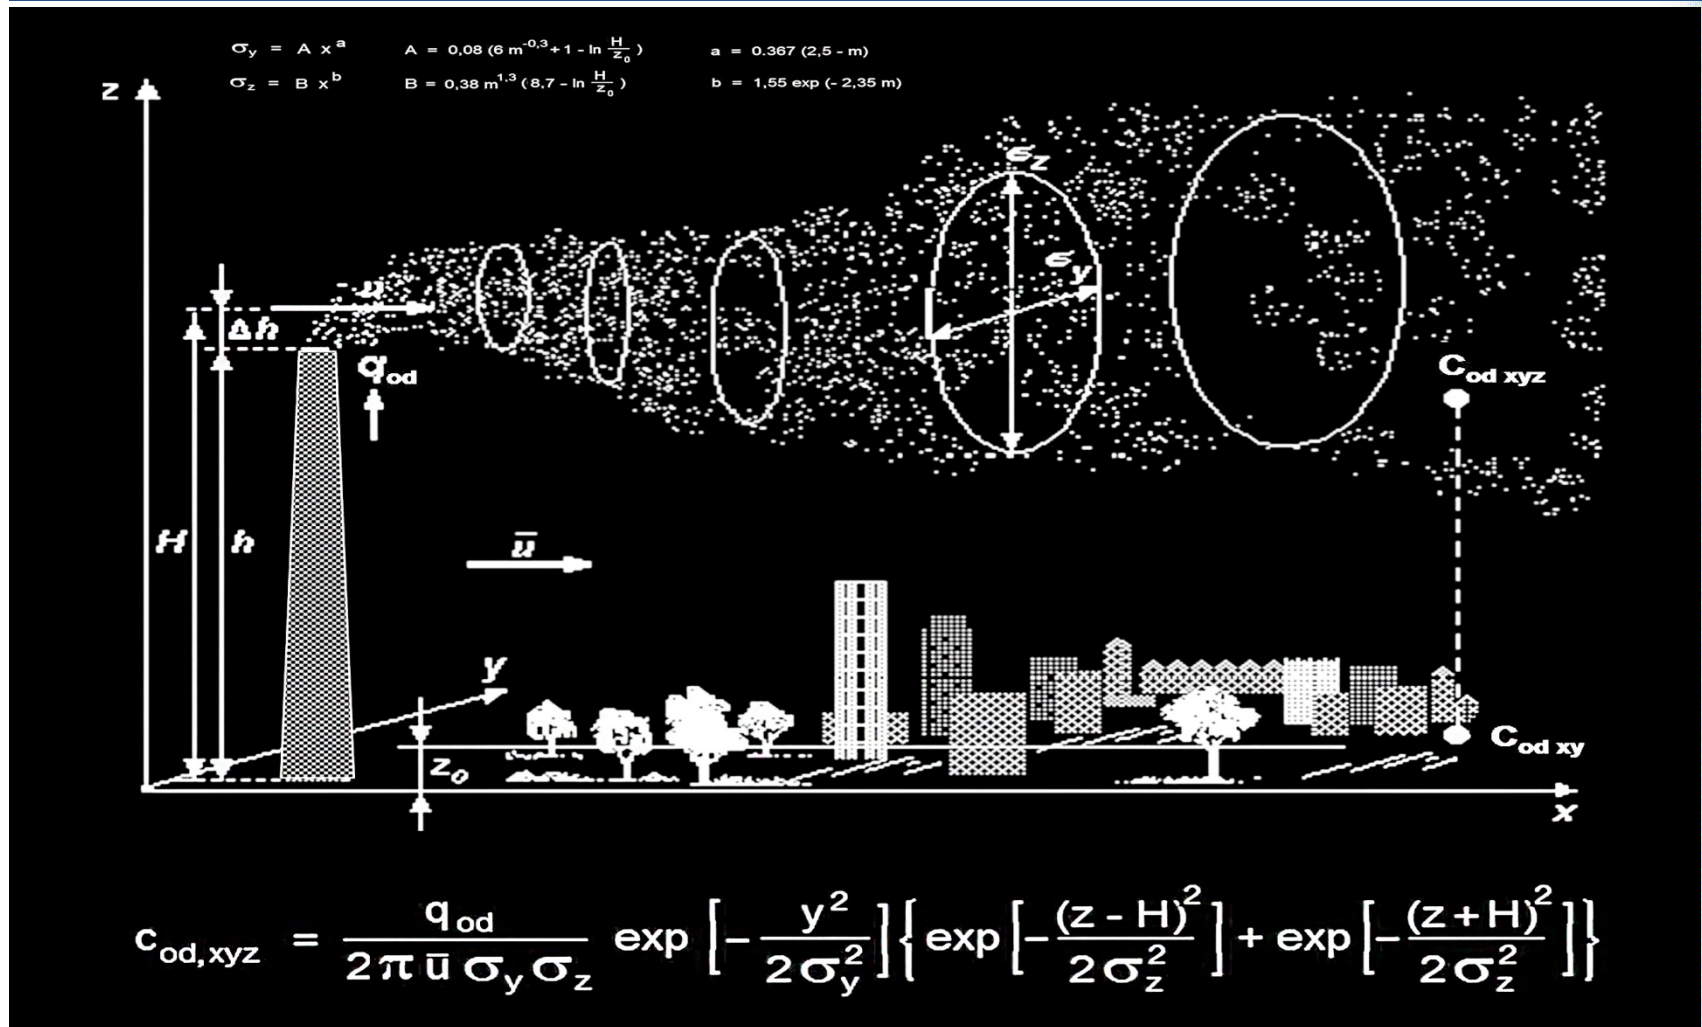 σy = A x^a    A = 0,08 (6 m^-0,3 + 1 - ln H/z0)    a = 0.367 (2,5 - m)
σz = B x^b    B = 0,38 m^1,3 (8,7 - ln H/z0)    b = 1,55 exp (- 2,35 m)
z
σz
σy
u
Δh
qod
Cod xyz
H
h
ū
y
z0
Cod xy
x
cod,xyz = qod / (2 π ū σy σz) exp [- y² / 2σy²] { exp [- (z - H)² / 2σz²] + exp [- (z + H)² / 2σz²] }